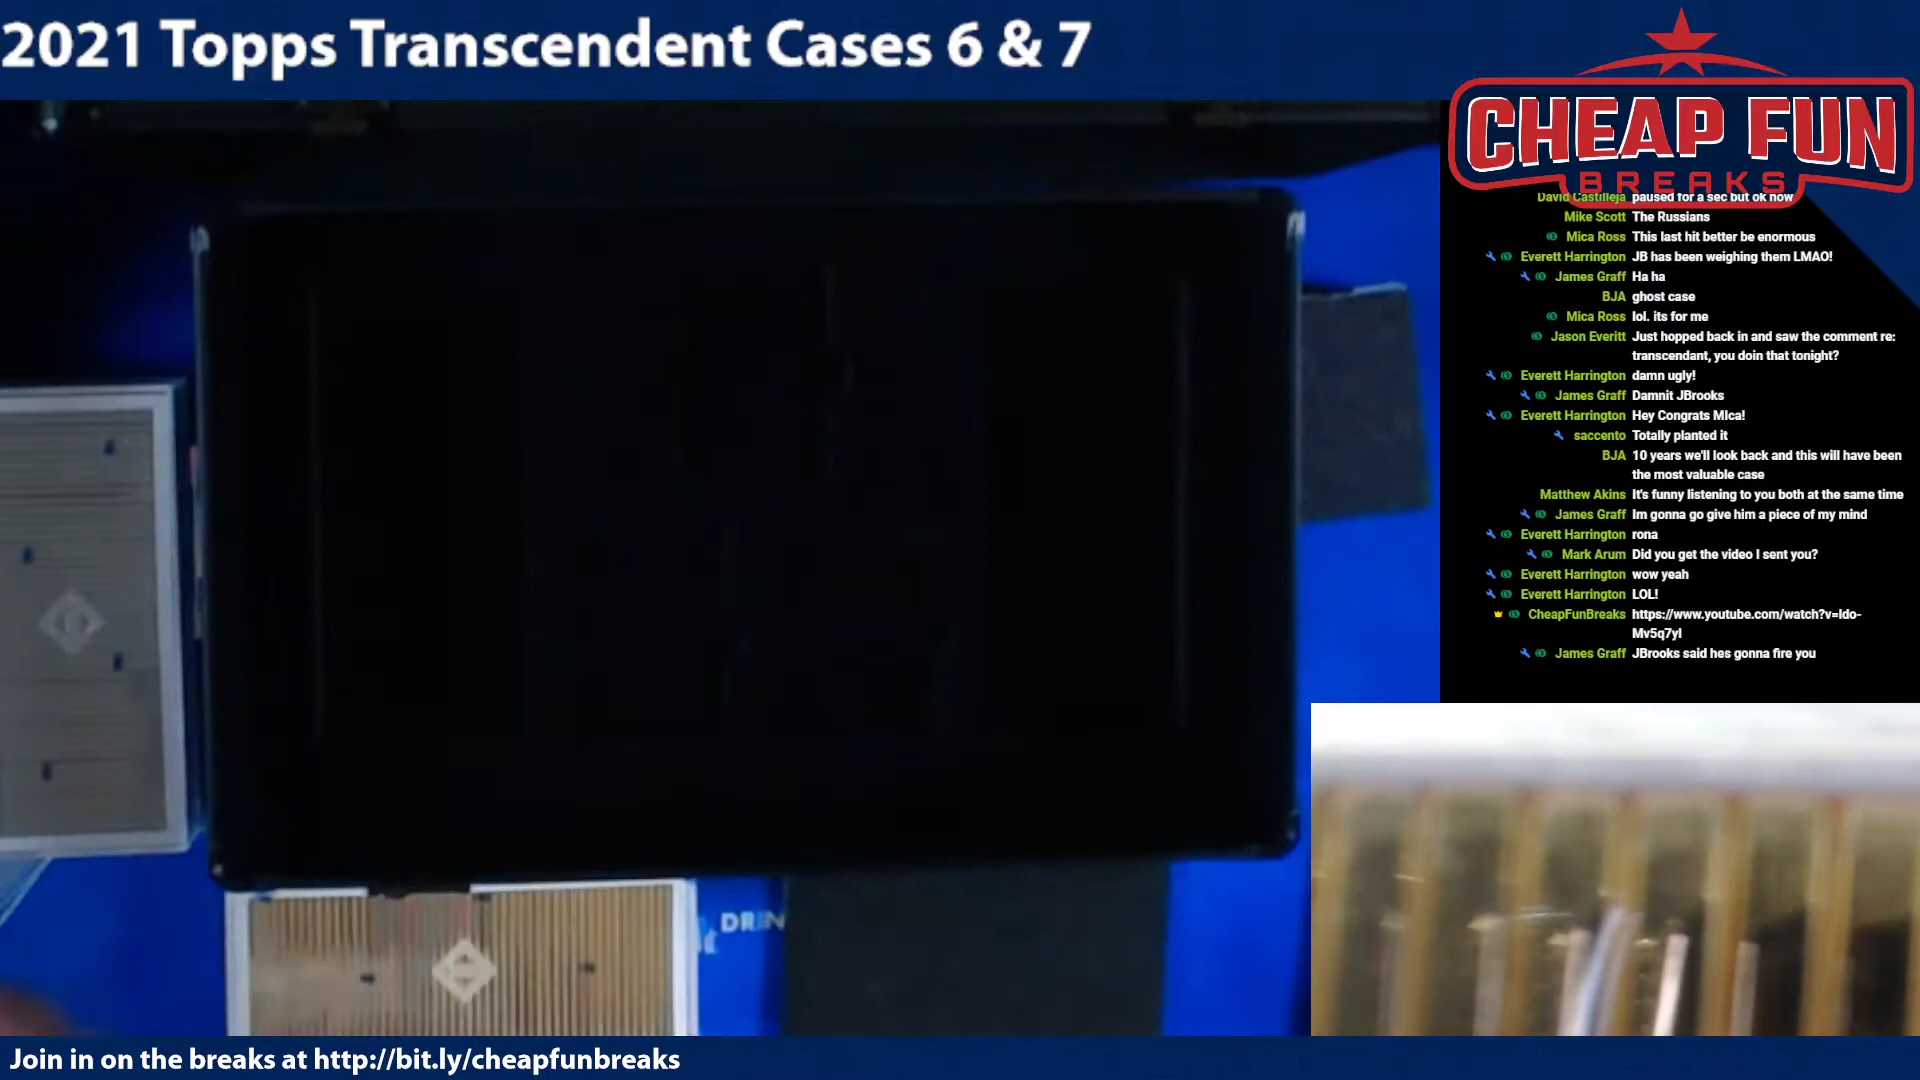 2021 Topps Transcendent Cases 6 & 7
CHEAP FUN
BREAKS
David Castilleja paused for a sec but ok now
Mike Scott The Russians
Mica Ross This last hit better be enormous
Everett Harrington JB has been weighing them LMAO!
James Graff Ha ha
BJA ghost case
Mica Ross lol. its for me
Jason Everitt Just hopped back in and saw the comment re:
transcendant, you doin that tonight?
Everett Harrington damn ugly!
James Graff Damnit JBrooks
Everett Harrington Hey Congrats MIca!
saccento Totally planted it
BJA 10 years we'll look back and this will have been
the most valuable case
Matthew Akins It's funny listening to you both at the same time
James Graff Im gonna go give him a piece of my mind
Everett Harrington rona
Mark Arum Did you get the video I sent you?
Everett Harrington wow yeah
Everett Harrington LOL!
CheapFunBreaks https://www.youtube.com/watch?v=Ido-
Mv5q7yI
James Graff JBrooks said hes gonna fire you
DRIN
Join in on the breaks at http://bit.ly/cheapfunbreaks